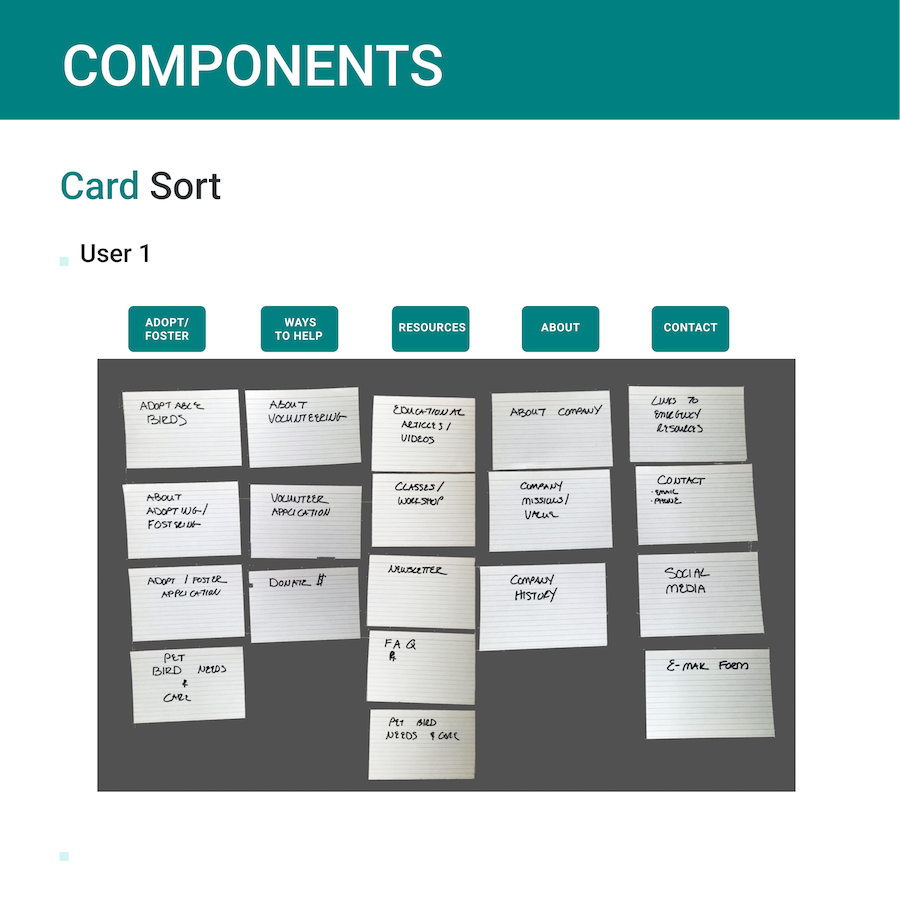 COMPONENTS
Card Sort
User 1
ADOPT/
FOSTER
WAYS
TO HELP
RESOURCES
ABOUT
CONTACT
ADOPTABLE
BIRDS
ABOUT
ADOPTING/
FOSTERING
ADOPT / FOSTER
APPLICATION
PET
BIRD NEEDS
&
CARE
ABOUT
VOLUNTEERING
VOLUNTEER
APPLICATION
DONATE $
EDUCATIONAL
ARTICLES /
VIDEOS
CLASSES /
WORKSHOP
NEWSLETTER
FAQ
PET BIRD
NEEDS & CARE
ABOUT COMPANY
COMPANY
MISSIONS/
VALUE
COMPANY
HISTORY
LINKS TO
EMERGENCY
RESOURCES
CONTACT
· EMAIL
· PHONE
SOCIAL
MEDIA
E-MAIL FORM